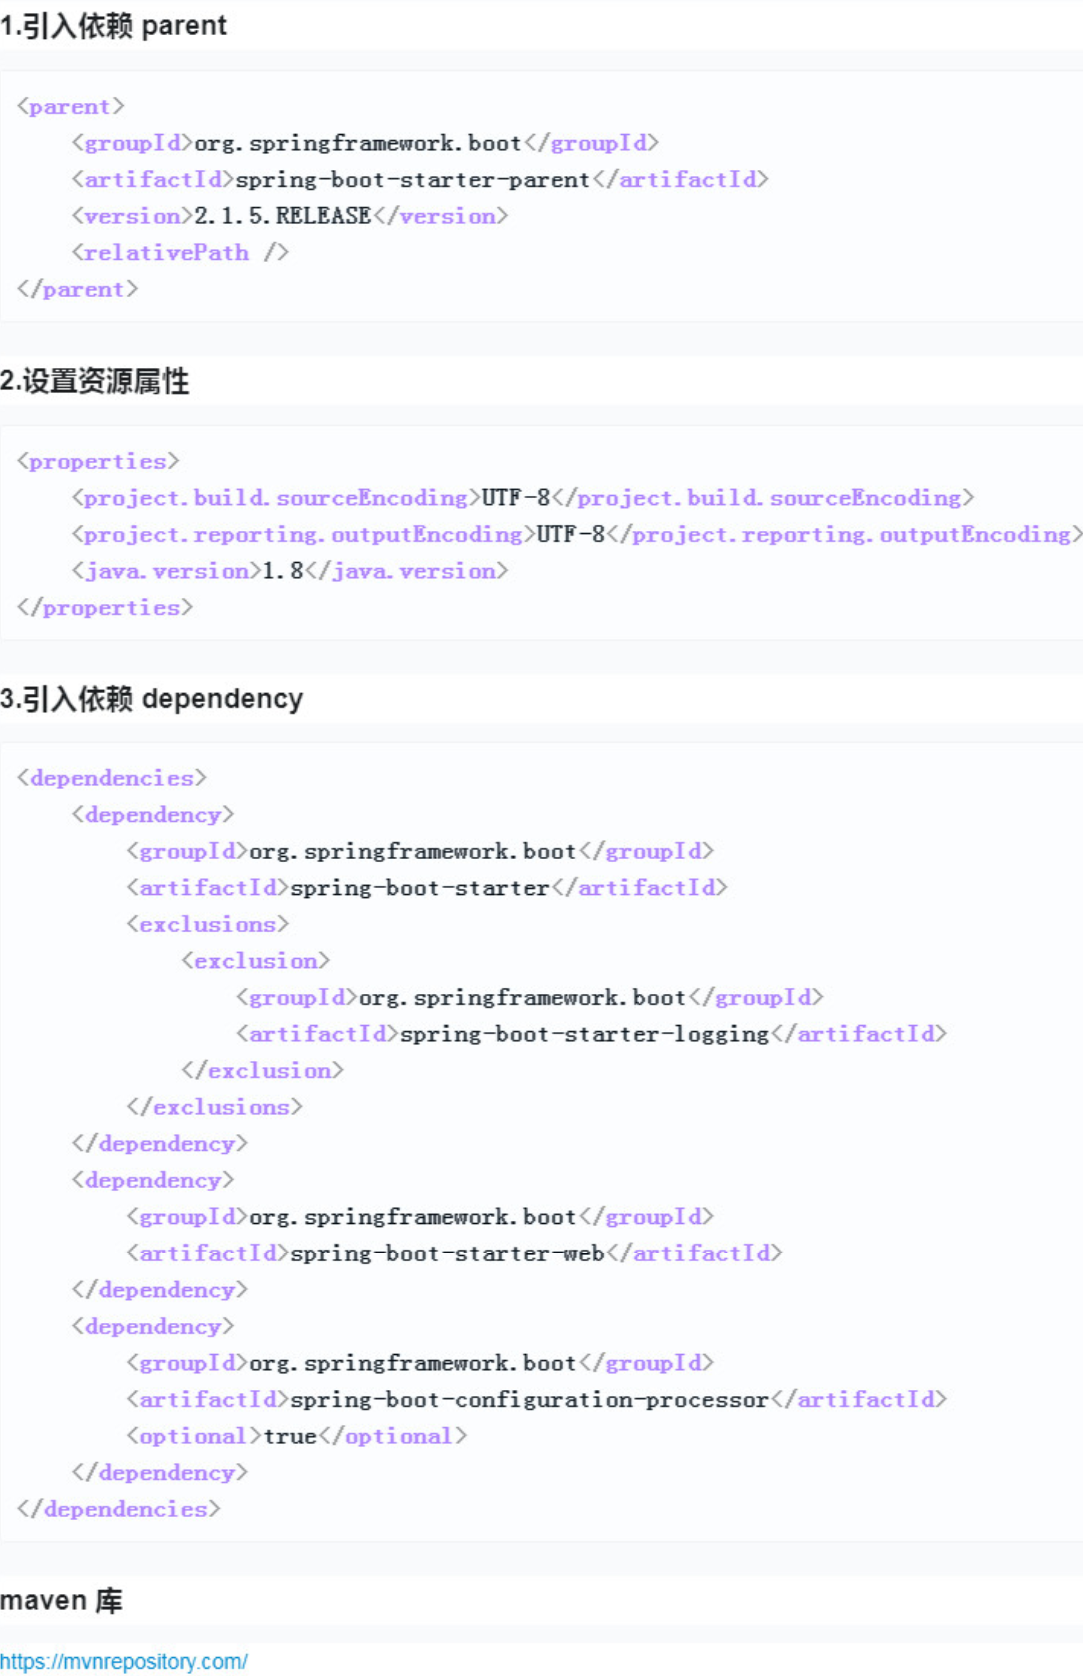 1.引入依赖 parent
<parent>
    <groupId>org.springframework.boot</groupId>
    <artifactId>spring-boot-starter-parent</artifactId>
    <version>2.1.5.RELEASE</version>
    <relativePath />
</parent>
2.设置资源属性
<properties>
    <project.build.sourceEncoding>UTF-8</project.build.sourceEncoding>
    <project.reporting.outputEncoding>UTF-8</project.reporting.outputEncoding>
    <java.version>1.8</java.version>
</properties>
3.引入依赖 dependency
<dependencies>
    <dependency>
        <groupId>org.springframework.boot</groupId>
        <artifactId>spring-boot-starter</artifactId>
        <exclusions>
            <exclusion>
                <groupId>org.springframework.boot</groupId>
                <artifactId>spring-boot-starter-logging</artifactId>
            </exclusion>
        </exclusions>
    </dependency>
    <dependency>
        <groupId>org.springframework.boot</groupId>
        <artifactId>spring-boot-starter-web</artifactId>
    </dependency>
    <dependency>
        <groupId>org.springframework.boot</groupId>
        <artifactId>spring-boot-configuration-processor</artifactId>
        <optional>true</optional>
    </dependency>
</dependencies>
maven 库
https://mvnrepository.com/